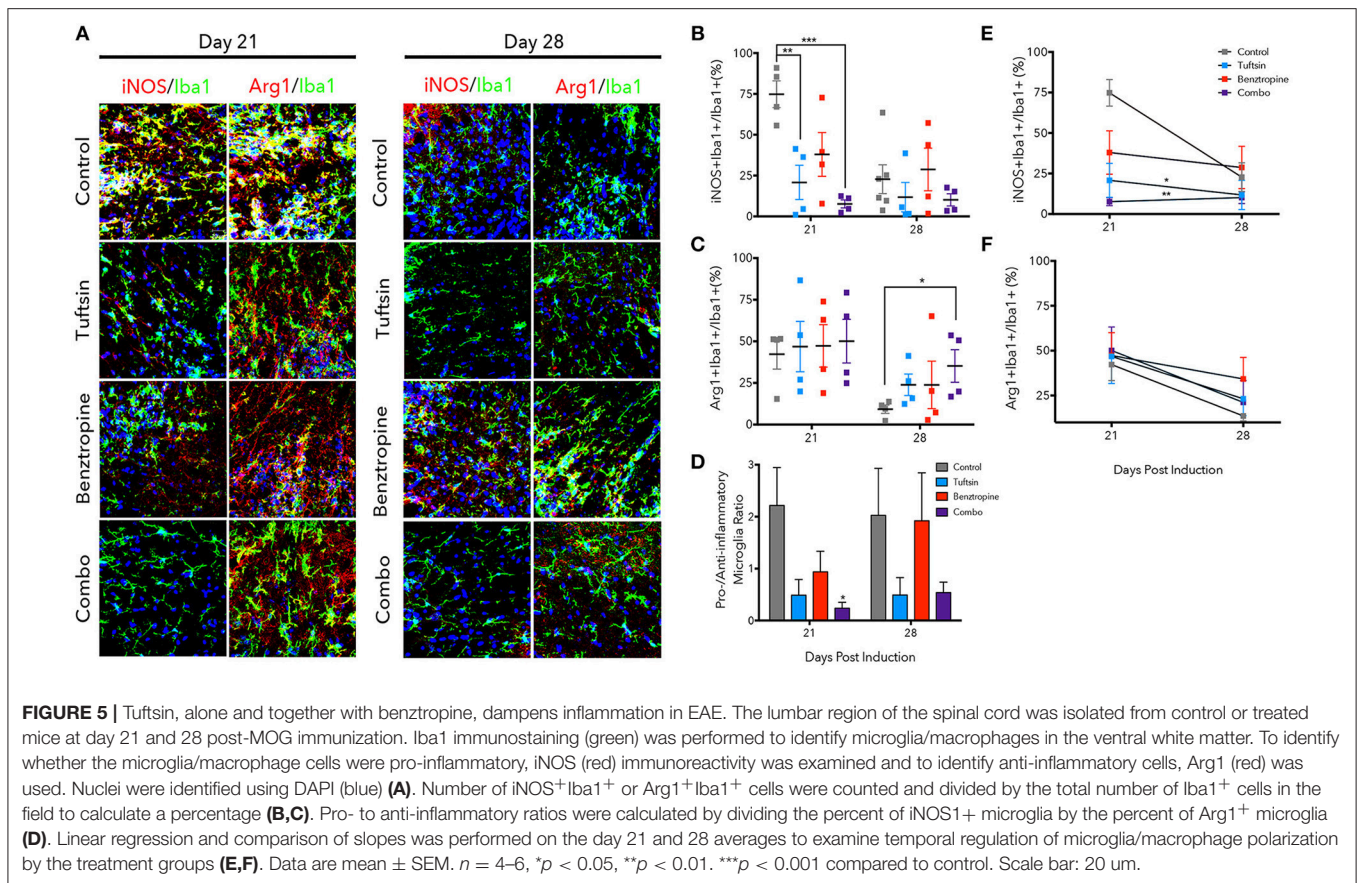 A
Day 21
Day 28
iNOS/Iba1
Arg1/Iba1
iNOS/Iba1
Arg1/Iba1
Control
Tuftsin
Benztropine
Combo
Control
Tuftsin
Benztropine
Combo
B
iNOS+Iba1+/Iba1+(%)
100
75
50
25
0
**
***
21
28
C
Arg1+Iba1+/Iba1+(%)
100
75
50
25
0
*
21
28
D
Pro-/Anti-inflammatory
Microglia Ratio
3
2
1
0
Control
Tuftsin
Benztropine
Combo
*
21
28
Days Post Induction
E
iNOS+Iba1+/Iba1+ (%)
100
75
50
25
0
Control
Tuftsin
Benztropine
Combo
*
**
21
28
F
Arg1+Iba1+/Iba1+ (%)
100
75
50
25
21
28
Days Post Induction
FIGURE 5 | Tuftsin, alone and together with benztropine, dampens inflammation in EAE. The lumbar region of the spinal cord was isolated from control or treated
mice at day 21 and 28 post-MOG immunization. Iba1 immunostaining (green) was performed to identify microglia/macrophages in the ventral white matter. To identify
whether the microglia/macrophage cells were pro-inflammatory, iNOS (red) immunoreactivity was examined and to identify anti-inflammatory cells, Arg1 (red) was
used. Nuclei were identified using DAPI (blue) (A). Number of iNOS⁺Iba1⁺ or Arg1⁺Iba1⁺ cells were counted and divided by the total number of Iba1⁺ cells in the
field to calculate a percentage (B,C). Pro- to anti-inflammatory ratios were calculated by dividing the percent of iNOS1+ microglia by the percent of Arg1⁺ microglia
(D). Linear regression and comparison of slopes was performed on the day 21 and 28 averages to examine temporal regulation of microglia/macrophage polarization
by the treatment groups (E,F). Data are mean ± SEM. n = 4–6, *p < 0.05, **p < 0.01. ***p < 0.001 compared to control. Scale bar: 20 um.